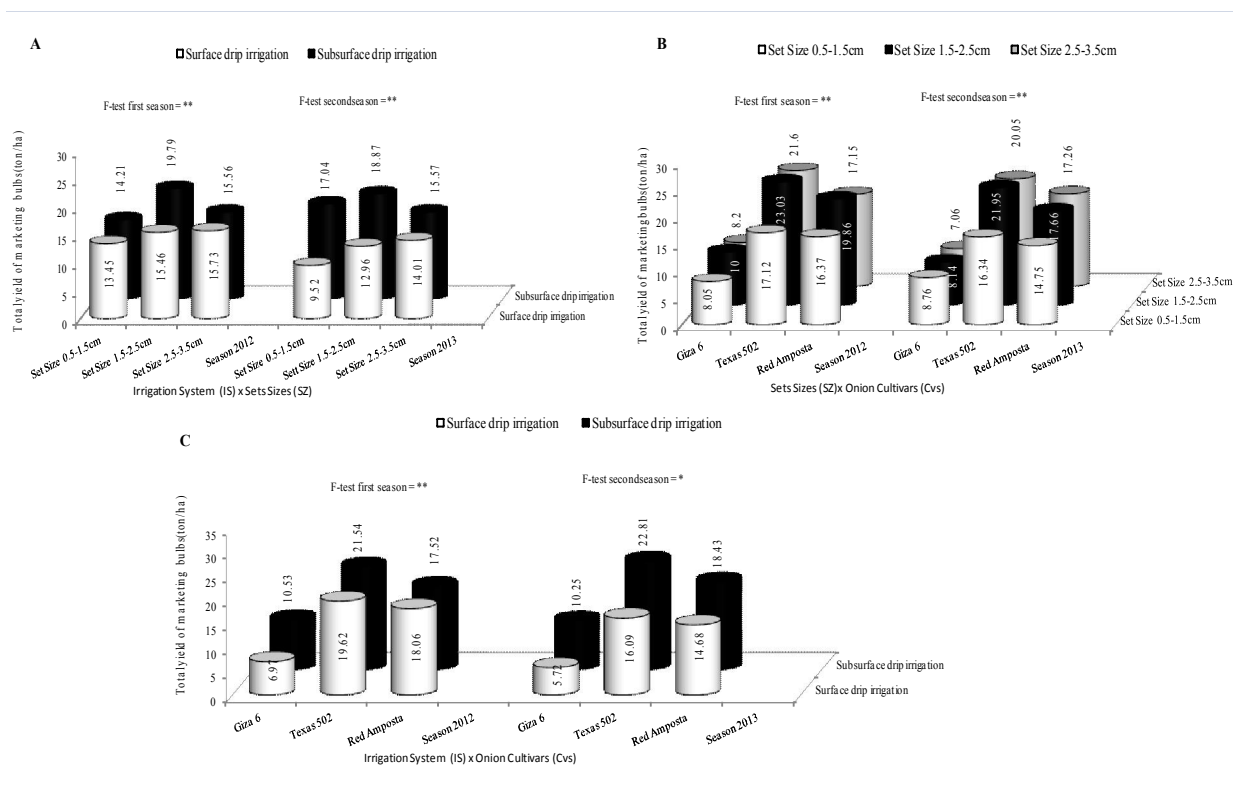 A
Surface drip irrigation Subsurface drip irrigation
F-test first season = ** F-test secondseason = **
Total yield of marketing bulbs(ton/ha)
30
25
20
15
10
5
0
14.21 19.79 15.56 17.04 18.87 15.57
13.45 15.46 15.73 9.52 12.96 14.01
Subsurface drip irrigation
Surface drip irrigation
Set Size 0.5-1.5cm Set Size 1.5-2.5cm Set Size 2.5-3.5cm Season 2012 Set Size 0.5-1.5cm Sett Size 1.5-2.5cm Set Size 2.5-3.5cm Season 2013
Irrigation System (IS) x Sets Sizes (SZ)
B
Set Size 0.5-1.5cm Set Size 1.5-2.5cm Set Size 2.5-3.5cm
F-test first season = ** F-test secondseason = **
Total yield of marketing bulbs(ton/ha)
30
25
20
15
10
5
0
8.2 21.6 17.15 7.06 20.05 17.26
10 23.03 19.86 8.14 21.95 7.66
8.05 17.12 16.37 8.76 16.34 14.75
Set Size 2.5-3.5cm
Set Size 1.5-2.5cm
Set Size 0.5-1.5cm
Giza 6 Texas 502 Red Amposta Season 2012 Giza 6 Texas 502 Red Amposta Season 2013
Sets Sizes (SZ)x Onion Cultivars (Cvs)
C
Surface drip irrigation Subsurface drip irrigation
F-test first season = ** F-test secondseason = *
Total yield of marketing bulbs(ton/ha)
35
30
25
20
15
10
5
0
10.53 21.54 17.52 10.25 22.81 18.43
6.97 19.62 18.06 5.72 16.09 14.68
Subsurface drip irrigation
Surface drip irrigation
Giza 6 Texas 502 Red Amposta Season 2012 Giza 6 Texas 502 Red Amposta Season 2013
Irrigation System (IS) x Onion Cultivars (Cvs)